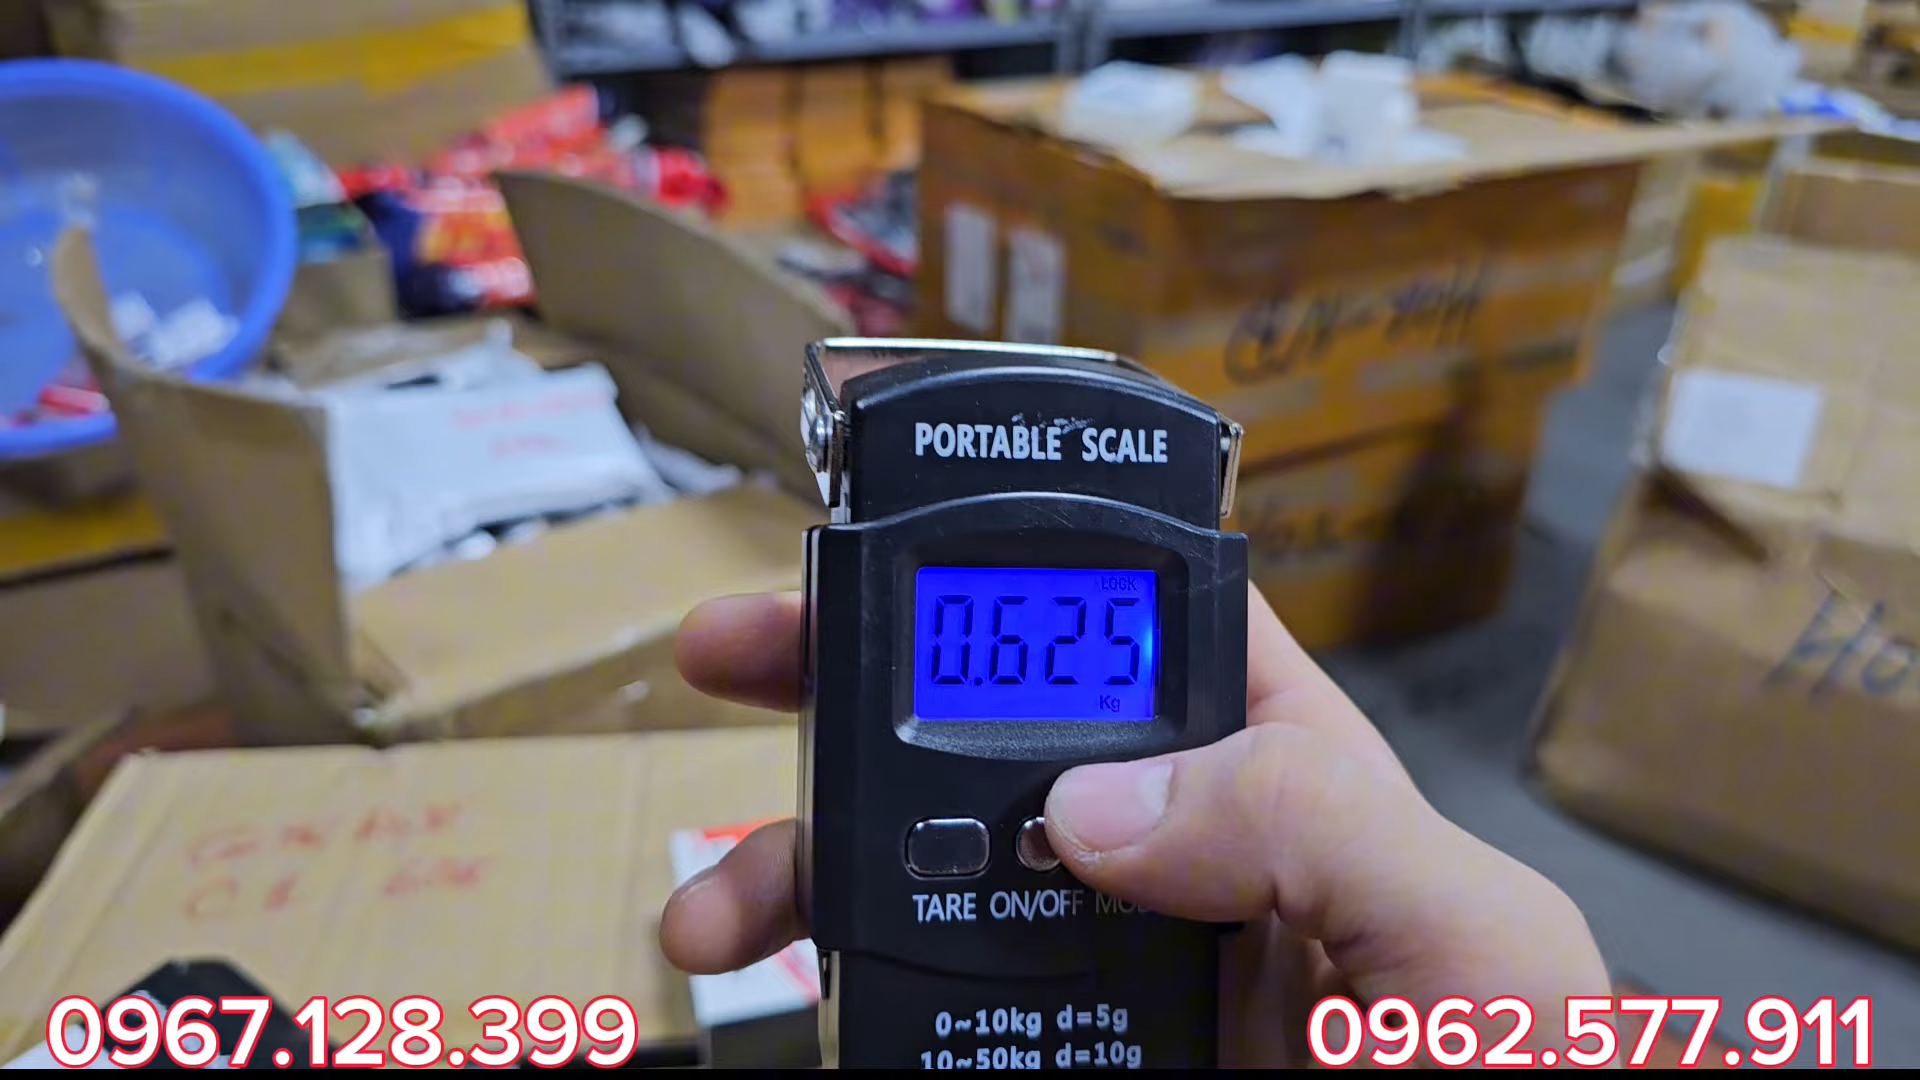 PORTABLE SCALE
LOCK
0.625
Kg
TARE ON/OFF
0~10kg d=5g
10~50kg d=10g
0967.128.399
0962.577.911